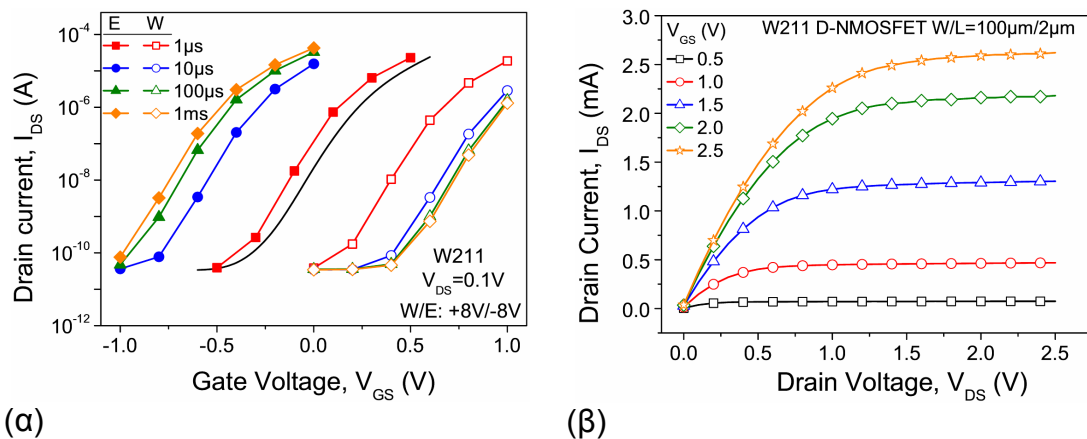 E W
1μs
10μs
100μs
1ms
Drain current, I_DS (A)
10⁻⁴
10⁻⁶
10⁻⁸
10⁻¹⁰
10⁻¹²
W211
V_DS=0.1V
W/E: +8V/-8V
-1.0 -0.5 0.0 0.5 1.0
Gate Voltage, V_GS (V)
(α)
W211 D-NMOSFET W/L=100μm/2μm
V_GS (V)
0.5
1.0
1.5
2.0
2.5
Drain Current, I_DS (mA)
3.0
2.5
2.0
1.5
1.0
0.5
0.0
0.0 0.5 1.0 1.5 2.0 2.5
Drain Voltage, V_DS (V)
(β)